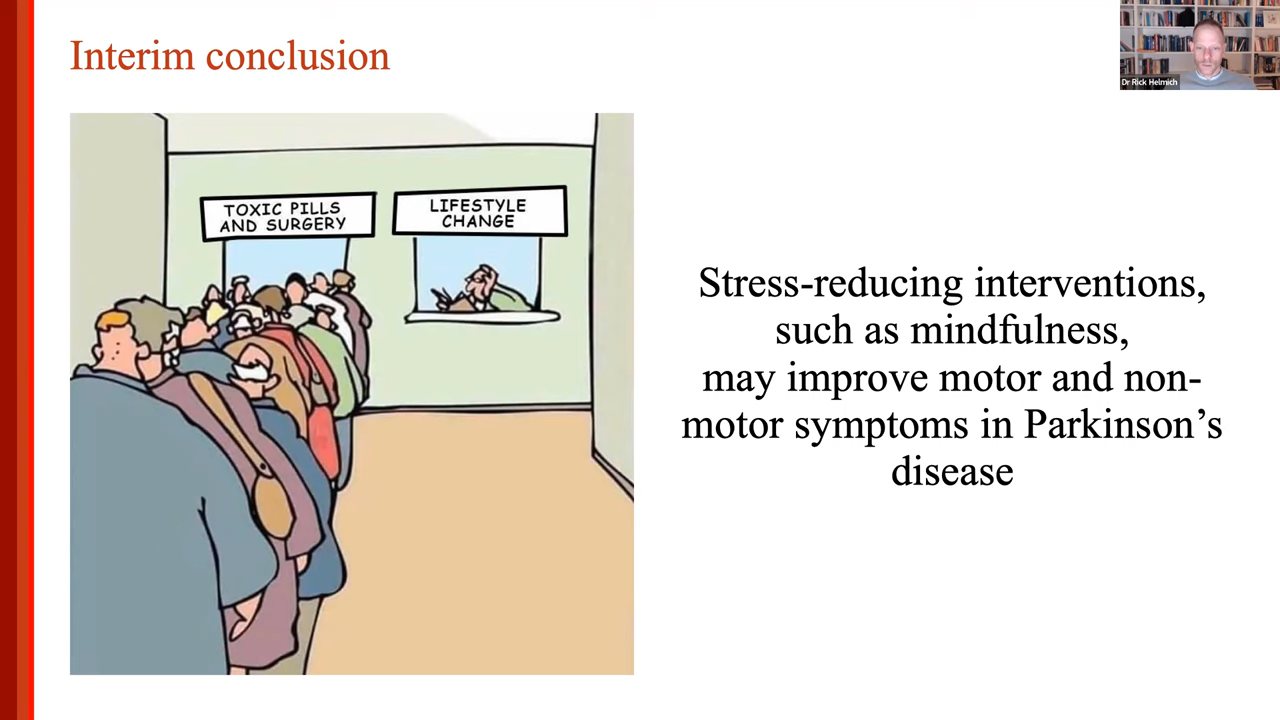 Interim conclusion
Dr Rick Helmich
TOXIC PILLS
AND SURGERY
LIFESTYLE
CHANGE
Stress-reducing interventions,
such as mindfulness,
may improve motor and non-
motor symptoms in Parkinson’s
disease